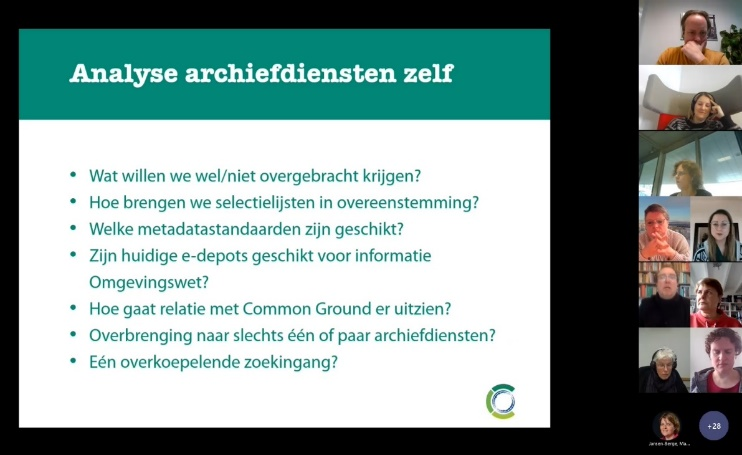 Analyse archiefdiensten zelf
• Wat willen we wel/niet overgebracht krijgen?
• Hoe brengen we selectielijsten in overeenstemming?
• Welke metadatastandaarden zijn geschikt?
• Zijn huidige e-depots geschikt voor informatie
Omgevingswet?
• Hoe gaat relatie met Common Ground er uitzien?
• Overbrenging naar slechts één of paar archiefdiensten?
• Eén overkoepelende zoekingang?
+28